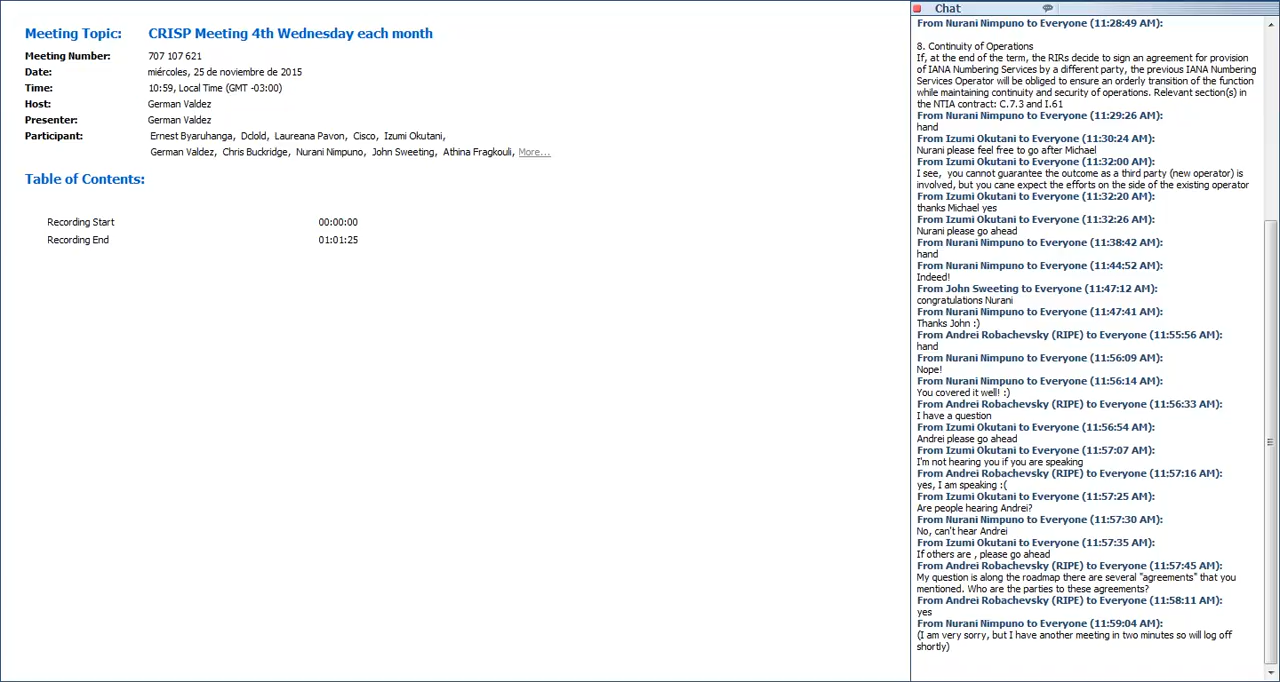 Meeting Topic: CRISP Meeting 4th Wednesday each month
Meeting Number: 707 107 621
Date: miércoles, 25 de noviembre de 2015
Time: 10:59, Local Time (GMT -03:00)
Host: German Valdez
Presenter: German Valdez
Participant: Ernest Byaruhanga, Dclold, Laureana Pavon, Cisco, Izumi Okutani,
German Valdez, Chris Buckridge, Nurani Nimpuno, John Sweeting, Athina Fragkouli, More...
Table of Contents:
Recording Start 00:00:00
Recording End 01:01:25
Chat
From Nurani Nimpuno to Everyone (11:28:49 AM):
8. Continuity of Operations
If, at the end of the term, the RIRs decide to sign an agreement for provision
of IANA Numbering Services by a different party, the previous IANA Numbering
Services Operator will be obliged to ensure an orderly transition of the function
while maintaining continuity and security of operations. Relevant section(s) in
the NTIA contract: C.7.3 and I.61
From Nurani Nimpuno to Everyone (11:29:26 AM):
hand
From Izumi Okutani to Everyone (11:30:24 AM):
Nurani please feel free to go after Michael
From Izumi Okutani to Everyone (11:32:00 AM):
I see, you cannot guarantee the outcome as a third party (new operator) is
involved, but you cane expect the efforts on the side of the existing operator
From Izumi Okutani to Everyone (11:32:20 AM):
thanks Michael yes
From Izumi Okutani to Everyone (11:32:26 AM):
Nurani please go ahead
From Nurani Nimpuno to Everyone (11:38:42 AM):
hand
From Nurani Nimpuno to Everyone (11:44:52 AM):
Indeed!
From John Sweeting to Everyone (11:47:12 AM):
congratulations Nurani
From Nurani Nimpuno to Everyone (11:47:41 AM):
Thanks John :)
From Andrei Robachevsky (RIPE) to Everyone (11:55:56 AM):
hand
From Nurani Nimpuno to Everyone (11:56:09 AM):
Nope!
From Nurani Nimpuno to Everyone (11:56:14 AM):
You covered it well! :)
From Andrei Robachevsky (RIPE) to Everyone (11:56:33 AM):
I have a question
From Izumi Okutani to Everyone (11:56:54 AM):
Andrei please go ahead
From Izumi Okutani to Everyone (11:57:07 AM):
I'm not hearing you if you are speaking
From Andrei Robachevsky (RIPE) to Everyone (11:57:16 AM):
yes, I am speaking :(
From Izumi Okutani to Everyone (11:57:25 AM):
Are people hearing Andrei?
From Nurani Nimpuno to Everyone (11:57:30 AM):
No, can't hear Andrei
From Izumi Okutani to Everyone (11:57:35 AM):
If others are , please go ahead
From Andrei Robachevsky (RIPE) to Everyone (11:57:45 AM):
My question is along the roadmap there are several "agreements" that you
mentioned. Who are the parties to these agreements?
From Andrei Robachevsky (RIPE) to Everyone (11:58:11 AM):
yes
From Nurani Nimpuno to Everyone (11:59:04 AM):
(I am very sorry, but I have another meeting in two minutes so will log off
shortly)